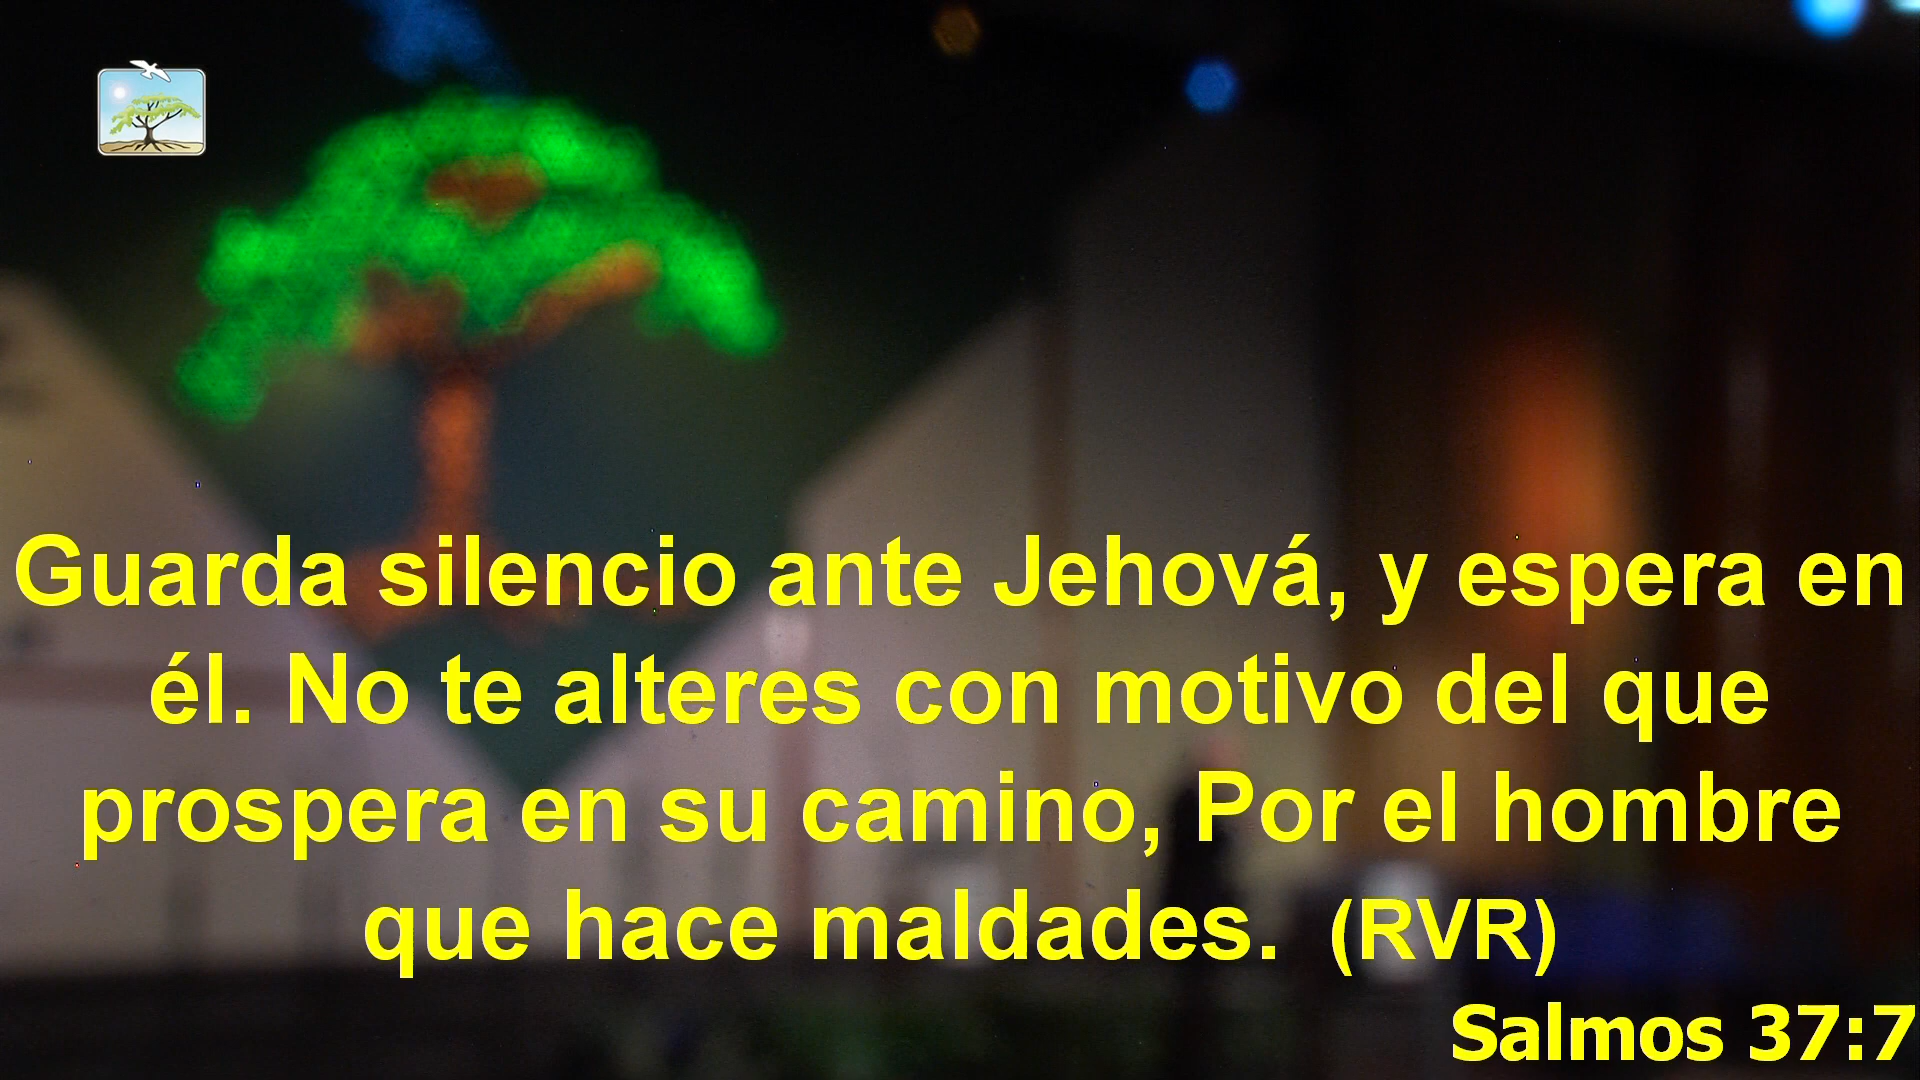 Guarda silencio ante Jehová, y espera en
él. No te alteres con motivo del que
prospera en su camino, Por el hombre
que hace maldades.  (RVR)
Salmos 37:7